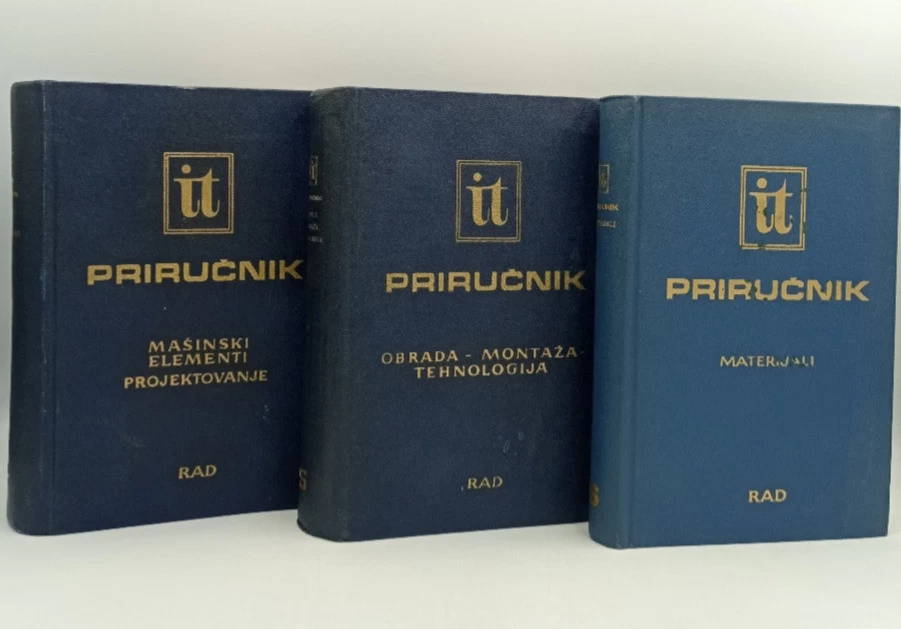 it
PRIRUČNIK
MAŠINSKI
ELEMENTI
PROJEKTOVANJE
RAD
it
PRIRUČNIK
OBRADA - MONTAŽA-
TEHNOLOGIJA
RAD
it
PRIRUČNIK
MATERIJALI
RAD